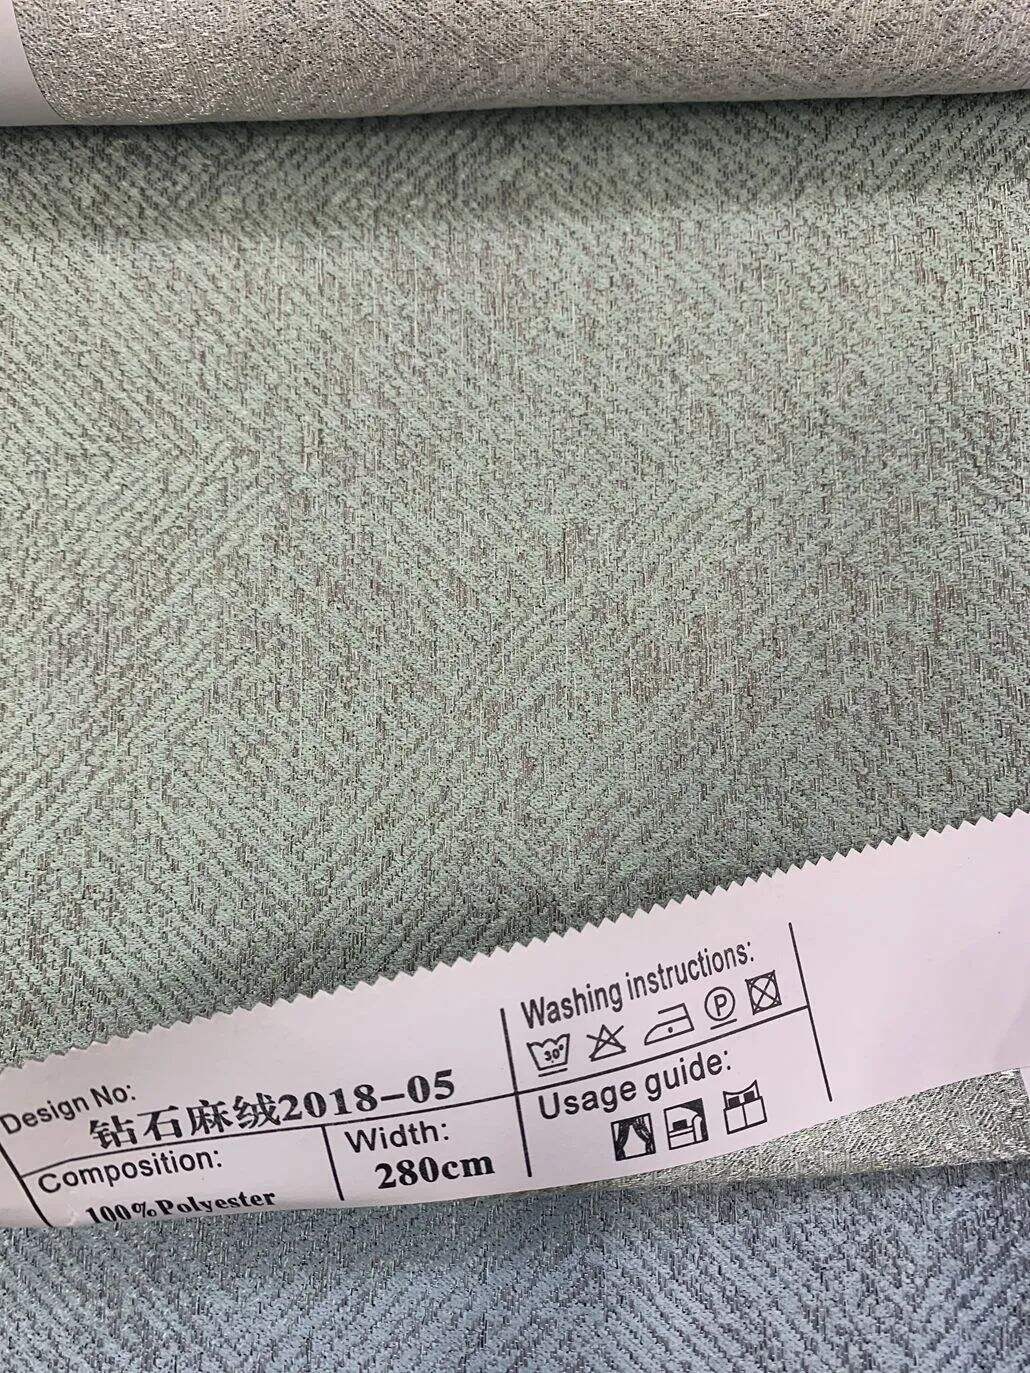 Design No:
钻石麻绒2018-05
Composition:
100%Polyester
Width:
280cm
Washing instructions:
30°
P
Usage guide: